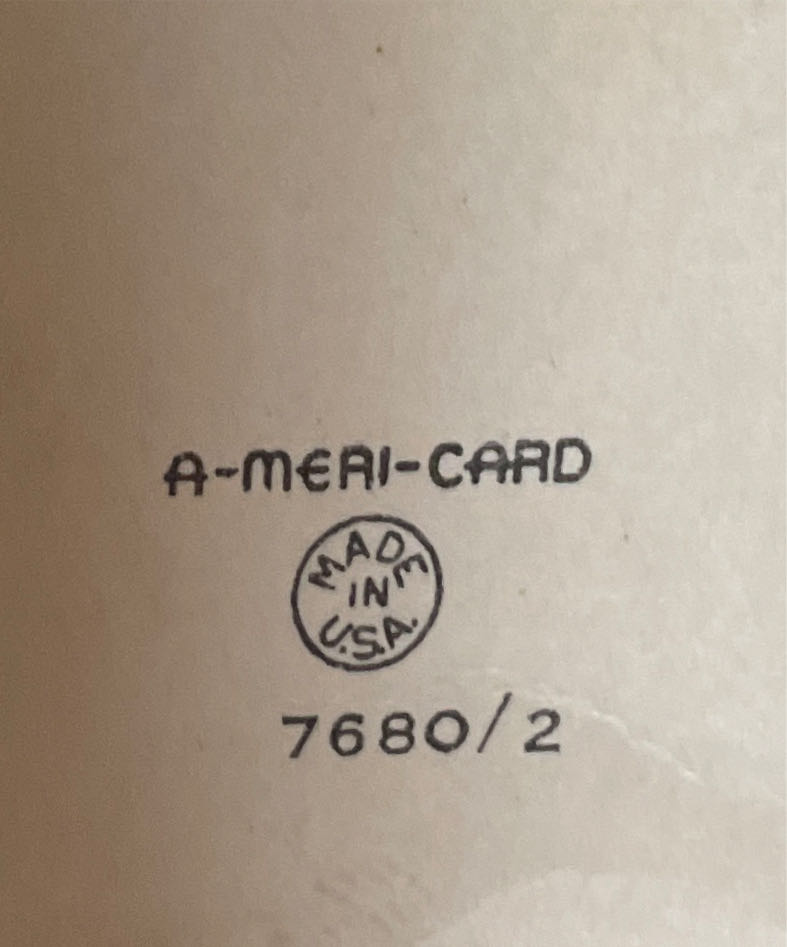 A-MERI-CARD
MADE
IN
U.S.A.
7680/2